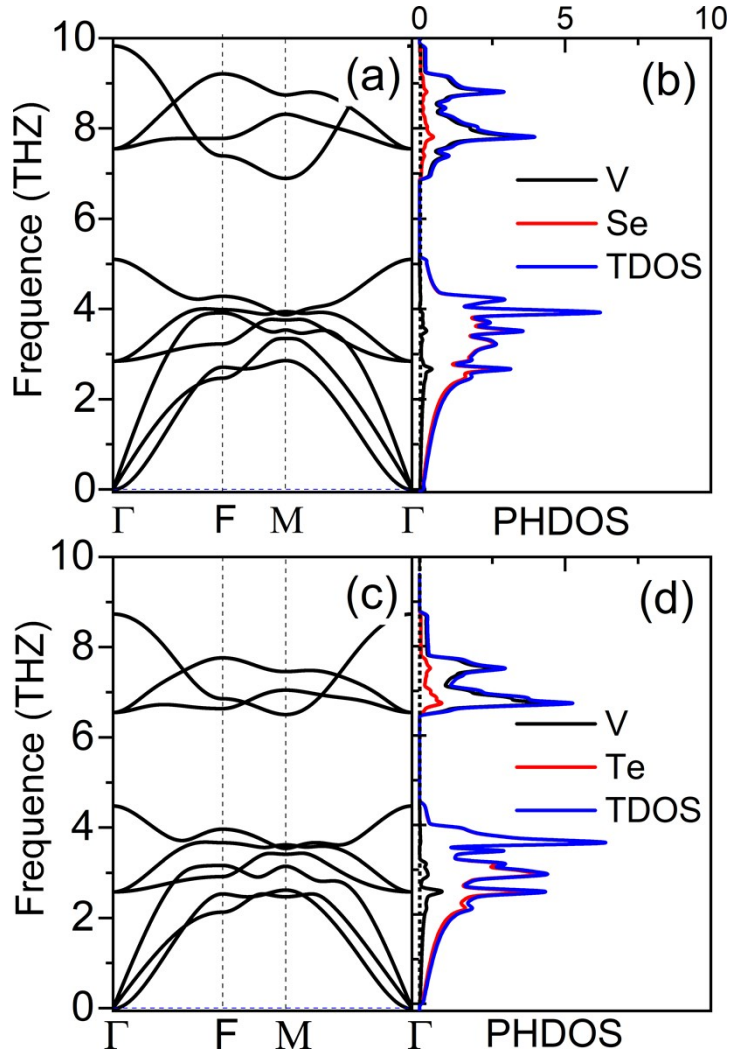 0 5 10
10
(a) (b)
8
V
6
Se
TDOS
4
2
0
Frequence (THZ)
Γ F M Γ PHDOS
10
(c) (d)
8
6
V
Te
4
TDOS
2
0
Frequence (THZ)
Γ F M Γ PHDOS